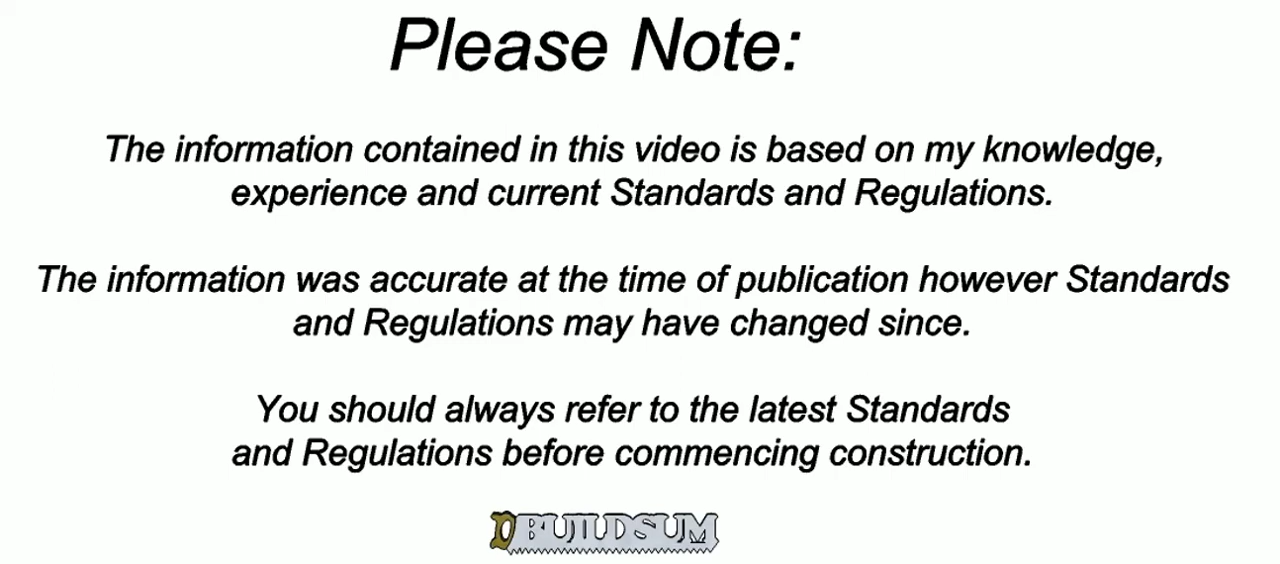 Please Note:
The information contained in this video is based on my knowledge,
experience and current Standards and Regulations.
The information was accurate at the time of publication however Standards
and Regulations may have changed since.
You should always refer to the latest Standards
and Regulations before commencing construction.
BUILDSUM